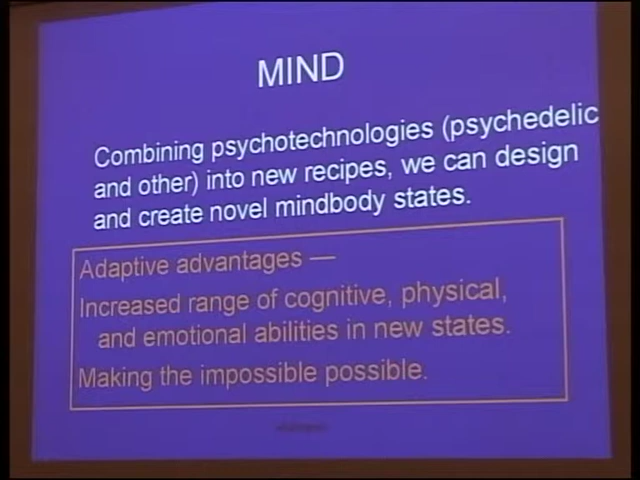 MIND
Combining psychotechnologies (psychedelic
and other) into new recipes, we can design
and create novel mindbody states.
Adaptive advantages —
Increased range of cognitive, physical,
and emotional abilities in new states.
Making the impossible possible.